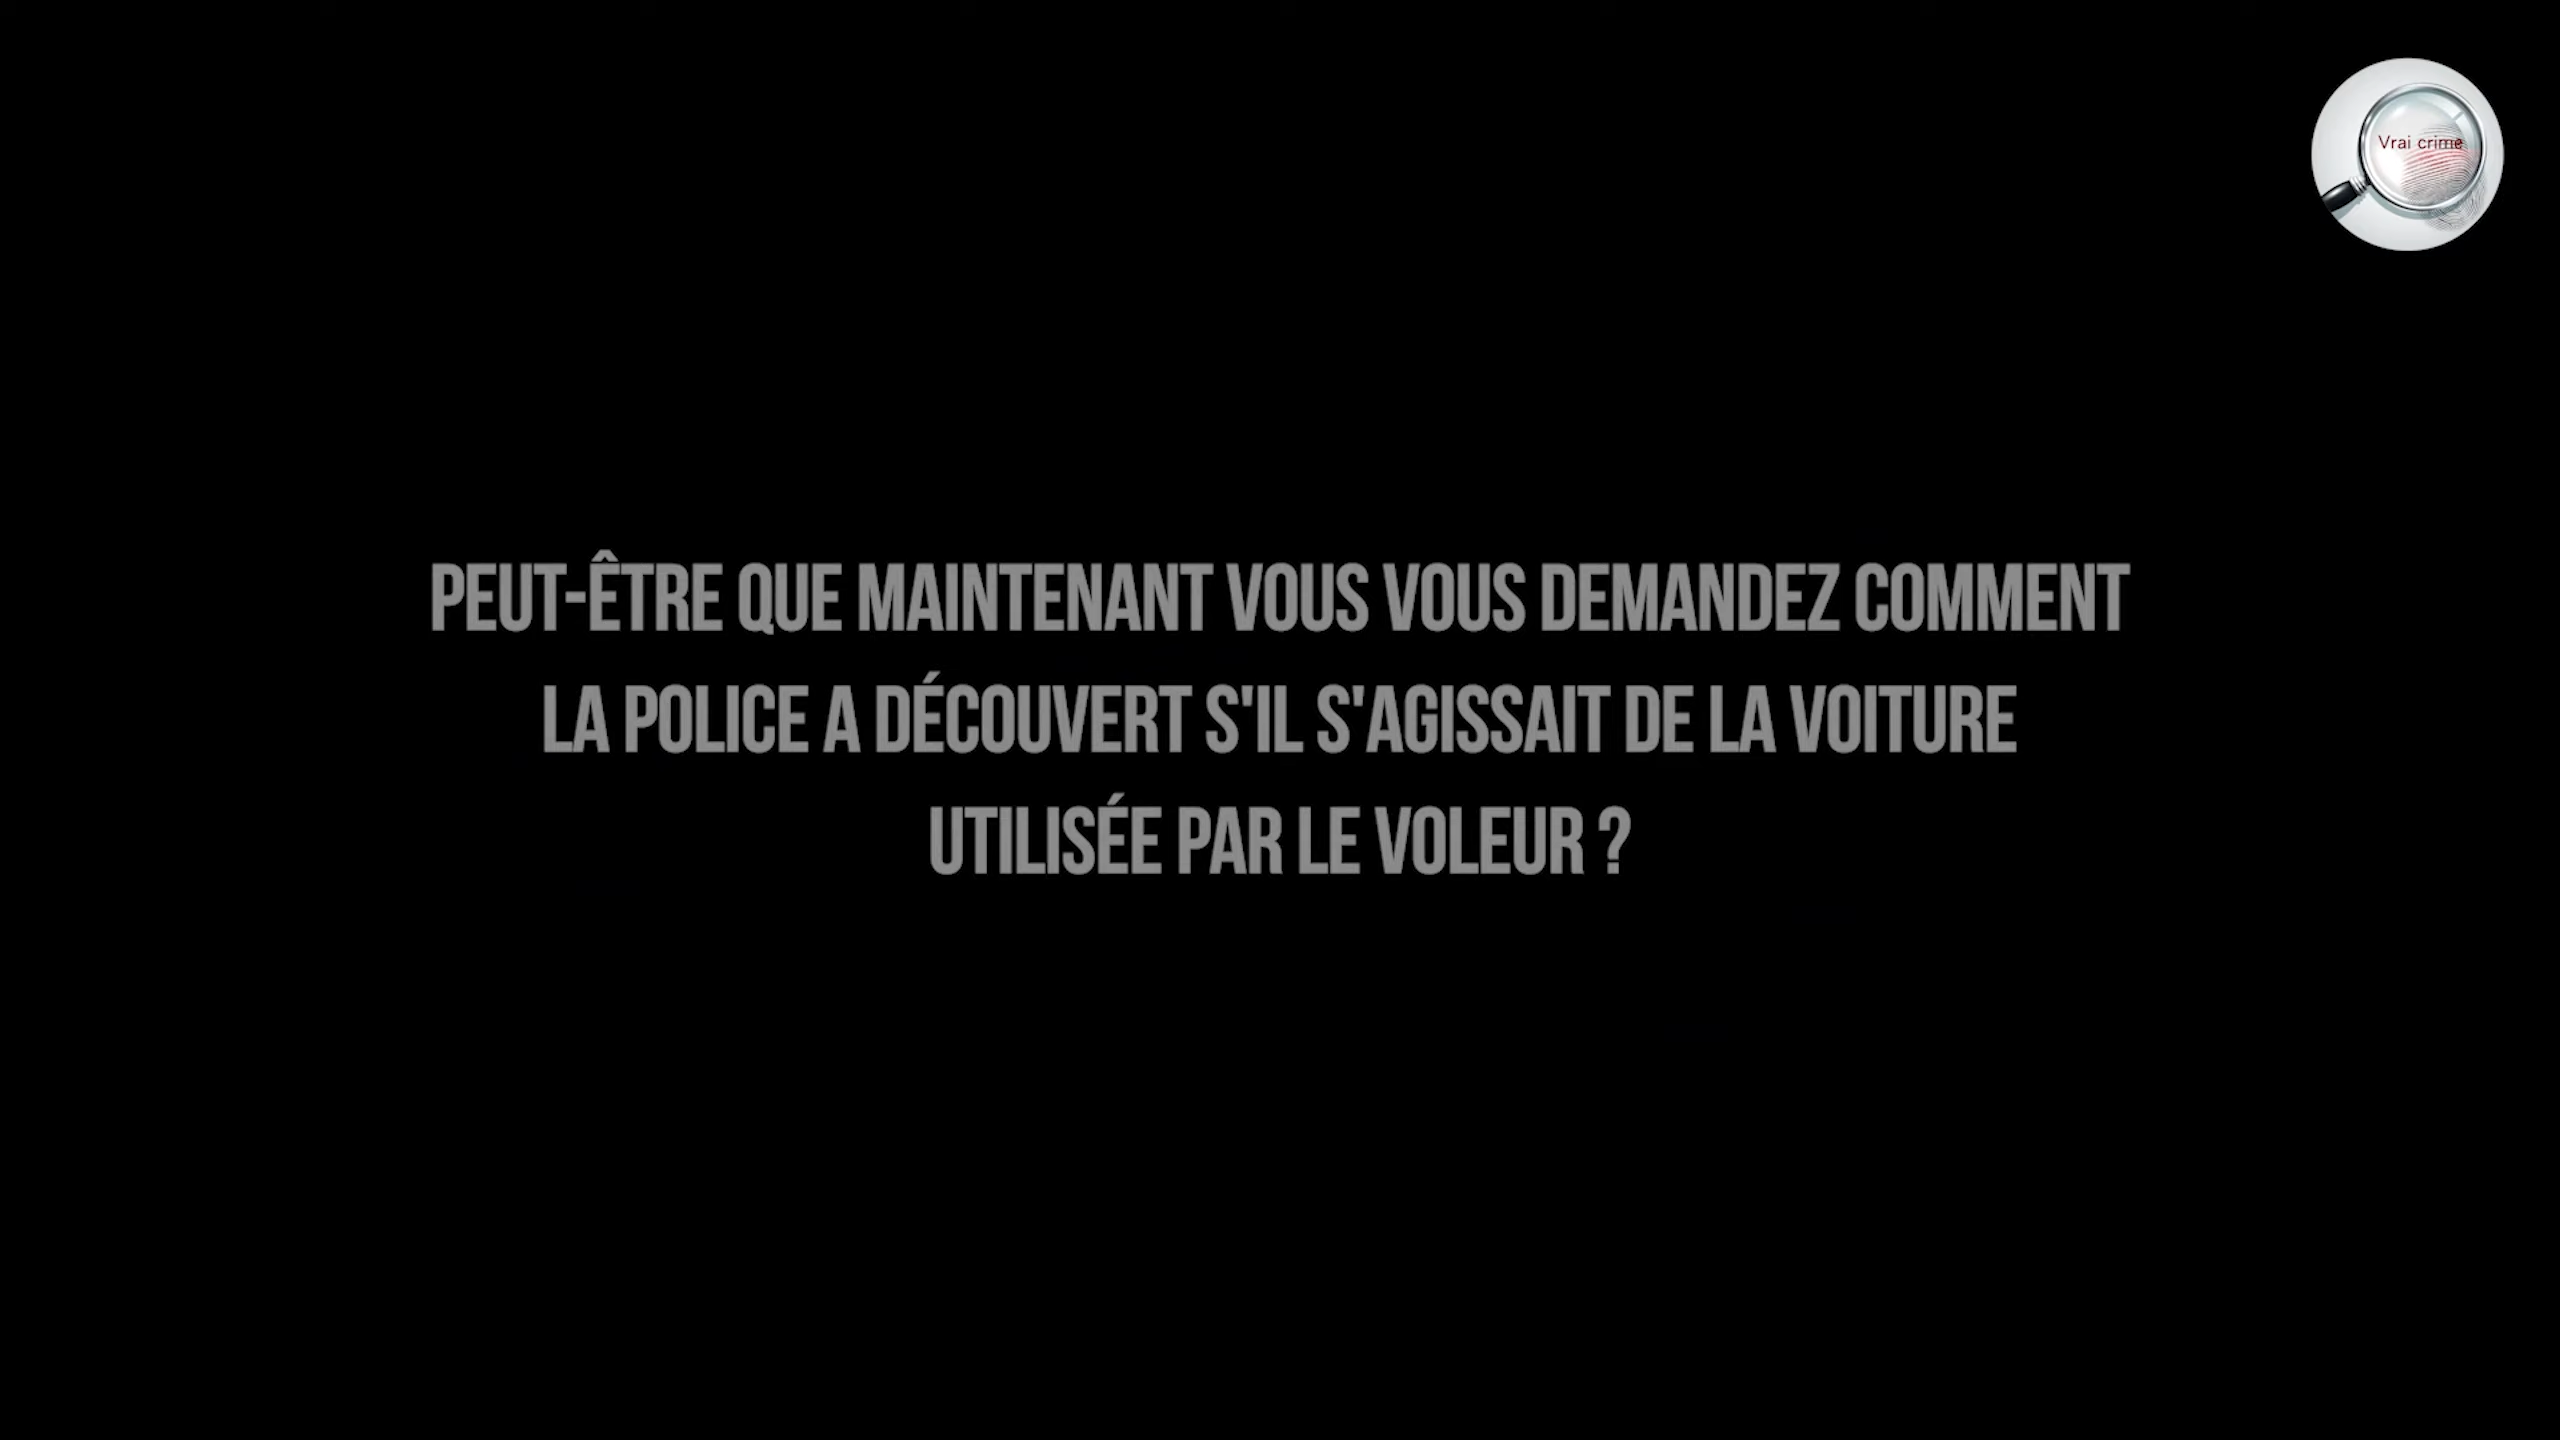 Vrai crime
PEUT-ÊTRE QUE MAINTENANT VOUS VOUS DEMANDEZ COMMENT
LA POLICE A DÉCOUVERT S'IL S'AGISSAIT DE LA VOITURE
UTILISÉE PAR LE VOLEUR ?